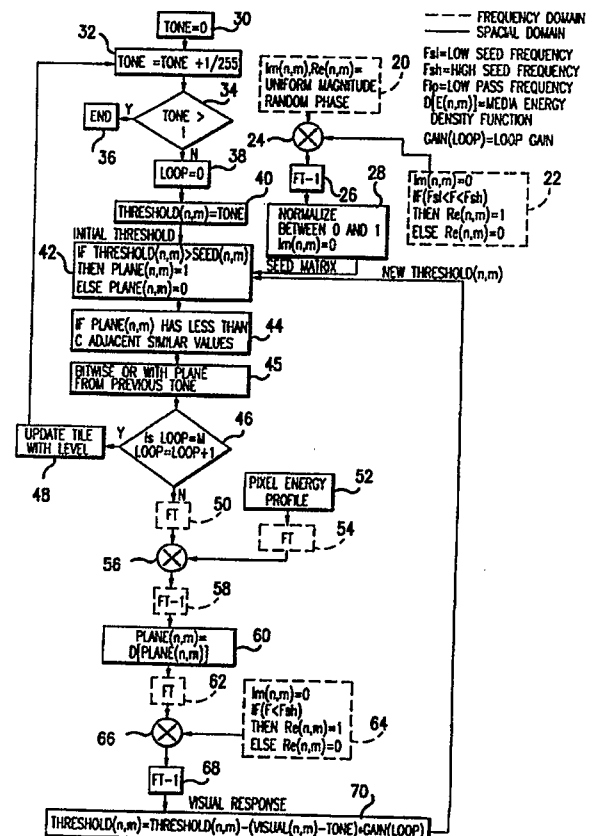 TONE=0
30
32
TONE =TONE +1/255
34
TONE >
1
Y
END
36
N
38
LOOP=0
40
THRESHOLD(n,m)=TONE
INITIAL THRESHOLD
42
IF THRESHOLD(n,m)>SEED(n,m)
THEN PLANE(n,m)=1
ELSE PLANE(n,m)=0
44
IF PLANE(n,m) HAS LESS THAN
C ADJACENT SIMILAR VALUES
45
BITWISE OR WITH PLANE
FROM PREVIOUS TONE
46
Is LOOP=M
LOOP=LOOP+1
Y
UPDATE TILE
WITH LEVEL
48
N
FT
50
PIXEL ENERGY
PROFILE
52
FT
54
56
FT-1
58
PLANE(n,m)=
D[PLANE(n,m)]
60
FT
62
Im(n,m)=0
IF(F<Fsh)
THEN Re(n,m)=1
ELSE Re(n,m)=0
64
66
FT-1
68
VISUAL RESPONSE
70
THRESHOLD(n,m)=THRESHOLD(n,m)-(VISUAL(n,m)-TONE)*GAIN(LOOP)
Im(n,m),Re(n,m)=
UNIFORM MAGNITUDE
RANDOM PHASE
20
24
FT-1
26
28
NORMALIZE
BETWEEN 0 AND 1
Im(n,m)=0
SEED MATRIX
Im(n,m)=0
IF(Fsl<F<Fsh)
THEN Re(n,m)=1
ELSE Re(n,m)=0
22
NEW THRESHOLD(n,m)
FREQUENCY DOMAIN
SPACIAL DOMAIN
Fsl=LOW SEED FREQUENCY
Fsh=HIGH SEED FREQUENCY
Flp=LOW PASS FREQUENCY
D[E(n,m)]=MEDIA ENERGY
DENSITY FUNCTION
GAIN(LOOP)=LOOP GAIN